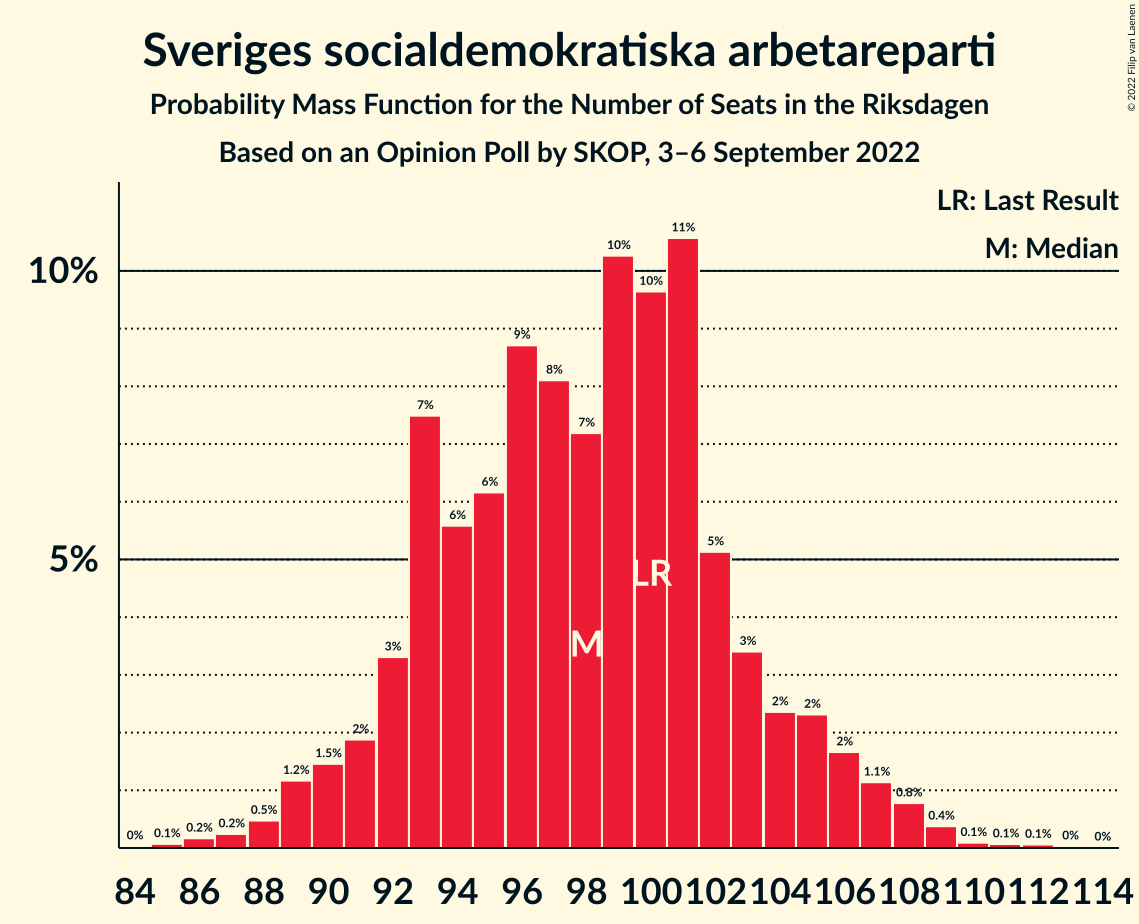 Sveriges socialdemokratiska arbetareparti
Probability Mass Function for the Number of Seats in the Riksdagen
Based on an Opinion Poll by SKOP, 3–6 September 2022
© 2022 Filip van Laenen
LR: Last Result
M: Median
10%
5%
0% 0.1% 0.2% 0.2% 0.5% 1.2% 1.5% 2% 3% 7% 6% 6% 9% 8% 7% 10% 10% 11% 5% 3% 2% 2% 2% 1.1% 0.8% 0.4% 0.1% 0.1% 0.1% 0% 0%
LR
M
84 86 88 90 92 94 96 98 100 102 104 106 108 110 112 114